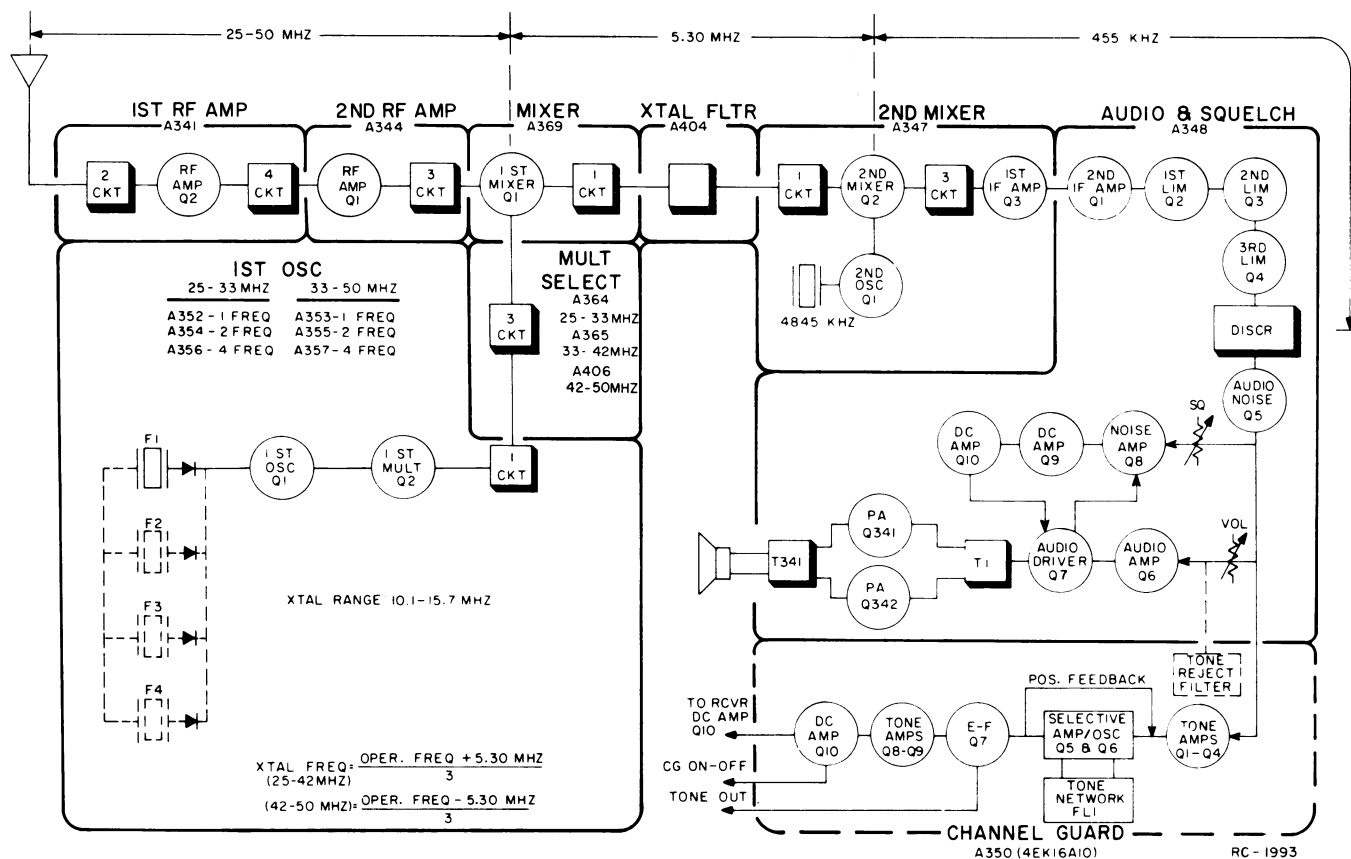 25-50 MHZ
5.30 MHZ
455 KHZ
1ST RF AMP
A341
2ND RF AMP
A344
MIXER
A369
XTAL FLTR
A404
2ND MIXER
A347
AUDIO & SQUELCH
A348
2
CKT
RF
AMP
Q2
4
CKT
RF
AMP
Q1
3
CKT
1 ST
MIXER
Q1
1
CKT
1
CKT
2ND
MIXER
Q2
3
CKT
1ST
IF AMP
Q3
2ND
IF AMP
Q1
1ST
LIM
Q2
2ND
LIM
Q3
3RD
LIM
Q4
DISCR
AUDIO
NOISE
Q5
2ND
OSC
Q1
4845 KHZ
1ST OSC
25-33 MHZ
33-50 MHZ
A352-1 FREQ
A353-1 FREQ
A354-2 FREQ
A355-2 FREQ
A356-4 FREQ
A357-4 FREQ
MULT
SELECT
A364
25-33MHZ
A365
33-42MHZ
A406
42-50MHZ
3
CKT
F1
F2
F3
F4
1 ST
OSC
Q1
1 ST
MULT
Q2
1
CKT
XTAL RANGE 10.1-15.7 MHZ
XTAL FREQ= OPER. FREQ +5.30 MHZ
(25-42MHZ) 3
(42-50 MHZ)= OPER. FREQ-5.30 MHZ
3
SQ
DC
AMP
Q10
DC
AMP
Q9
NOISE
AMP
Q8
VOL
T341
PA
Q341
PA
Q342
T1
AUDIO
DRIVER
Q7
AUDIO
AMP
Q6
TONE
REJECT
FILTER
POS. FEEDBACK
TO RCVR
DC AMP
Q10
CG ON-OFF
TONE OUT
DC
AMP
Q10
TONE
AMPS
Q8-Q9
E-F
Q7
SELECTIVE
AMP/OSC
Q5 & Q6
TONE
AMPS
Q1-Q4
TONE
NETWORK
FL1
CHANNEL GUARD
A350 (4EK16A10)
RC-1993